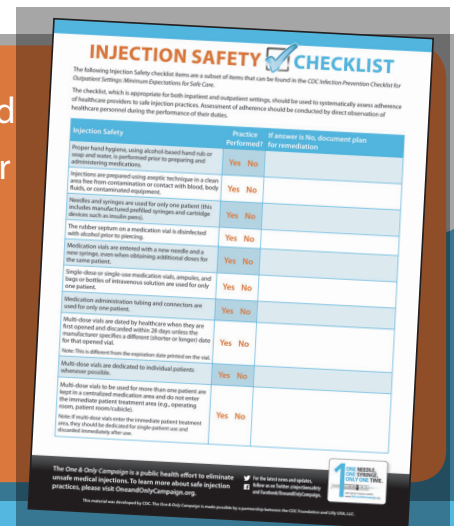 d
r
INJECTION SAFETY CHECKLIST
The following Injection Safety checklist items are a subset of items that can be found in the CDC Infection Prevention Checklist for
Outpatient Settings: Minimum Expectations for Safe Care.
The checklist, which is appropriate for both inpatient and outpatient settings, should be used to systematically assess adherence
of healthcare providers to safe injection practices. Assessment of adherence should be conducted by direct observation of
healthcare personnel during the performance of their duties.
Injection Safety
Practice
Performed?
If answer is No, document plan
for remediation
Proper hand hygiene, using alcohol-based hand rub or
soap and water, is performed prior to preparing and
administering medications.
Yes No
Injections are prepared using aseptic technique in a clean
area free from contamination or contact with blood, body
fluids, or contaminated equipment.
Yes No
Needles and syringes are used for only one patient (this
includes manufactured prefilled syringes and cartridge
devices such as insulin pens).
Yes No
The rubber septum on a medication vial is disinfected
with alcohol prior to piercing.
Yes No
Medication vials are entered with a new needle and a
new syringe, even when obtaining additional doses for
the same patient.
Yes No
Single-dose or single-use medication vials, ampules, and
bags or bottles of intravenous solution are used for only
one patient.
Yes No
Medication administration tubing and connectors are
used for only one patient.
Yes No
Multi-dose vials are dated by healthcare when they are
first opened and discarded within 28 days unless the
manufacturer specifies a different (shorter or longer) date
for that opened vial.
Note: This is different from the expiration date printed on the vial.
Yes No
Multi-dose vials are dedicated to individual patients
whenever possible.
Yes No
Multi-dose vials to be used for more than one patient are
kept in a centralized medication area and do not enter
the immediate patient treatment area (e.g., operating
room, patient room/cubicle).
Note: If multi-dose vials enter the immediate patient treatment
area, they should be dedicated for single-patient use and
discarded immediately after use.
Yes No
The One & Only Campaign is a public health effort to eliminate
unsafe medical injections. To learn more about safe injection
practices, please visit OneandOnlyCampaign.org.
For the latest news and updates,
follow us on Twitter @injectionsafety
and Facebook/OneandOnlyCampaign.
1 ONE NEEDLE,
ONE SYRINGE,
ONLY ONE TIME.
This material was developed by CDC. The One & Only Campaign is made possible by a partnership between the CDC Foundation and Lilly USA, LLC.